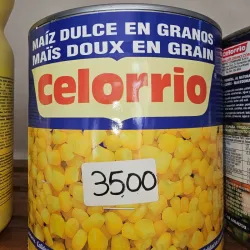 MAÍZ DULCE EN GRANOS
MAÏS DOUX EN GRAIN
Celorrio
3500